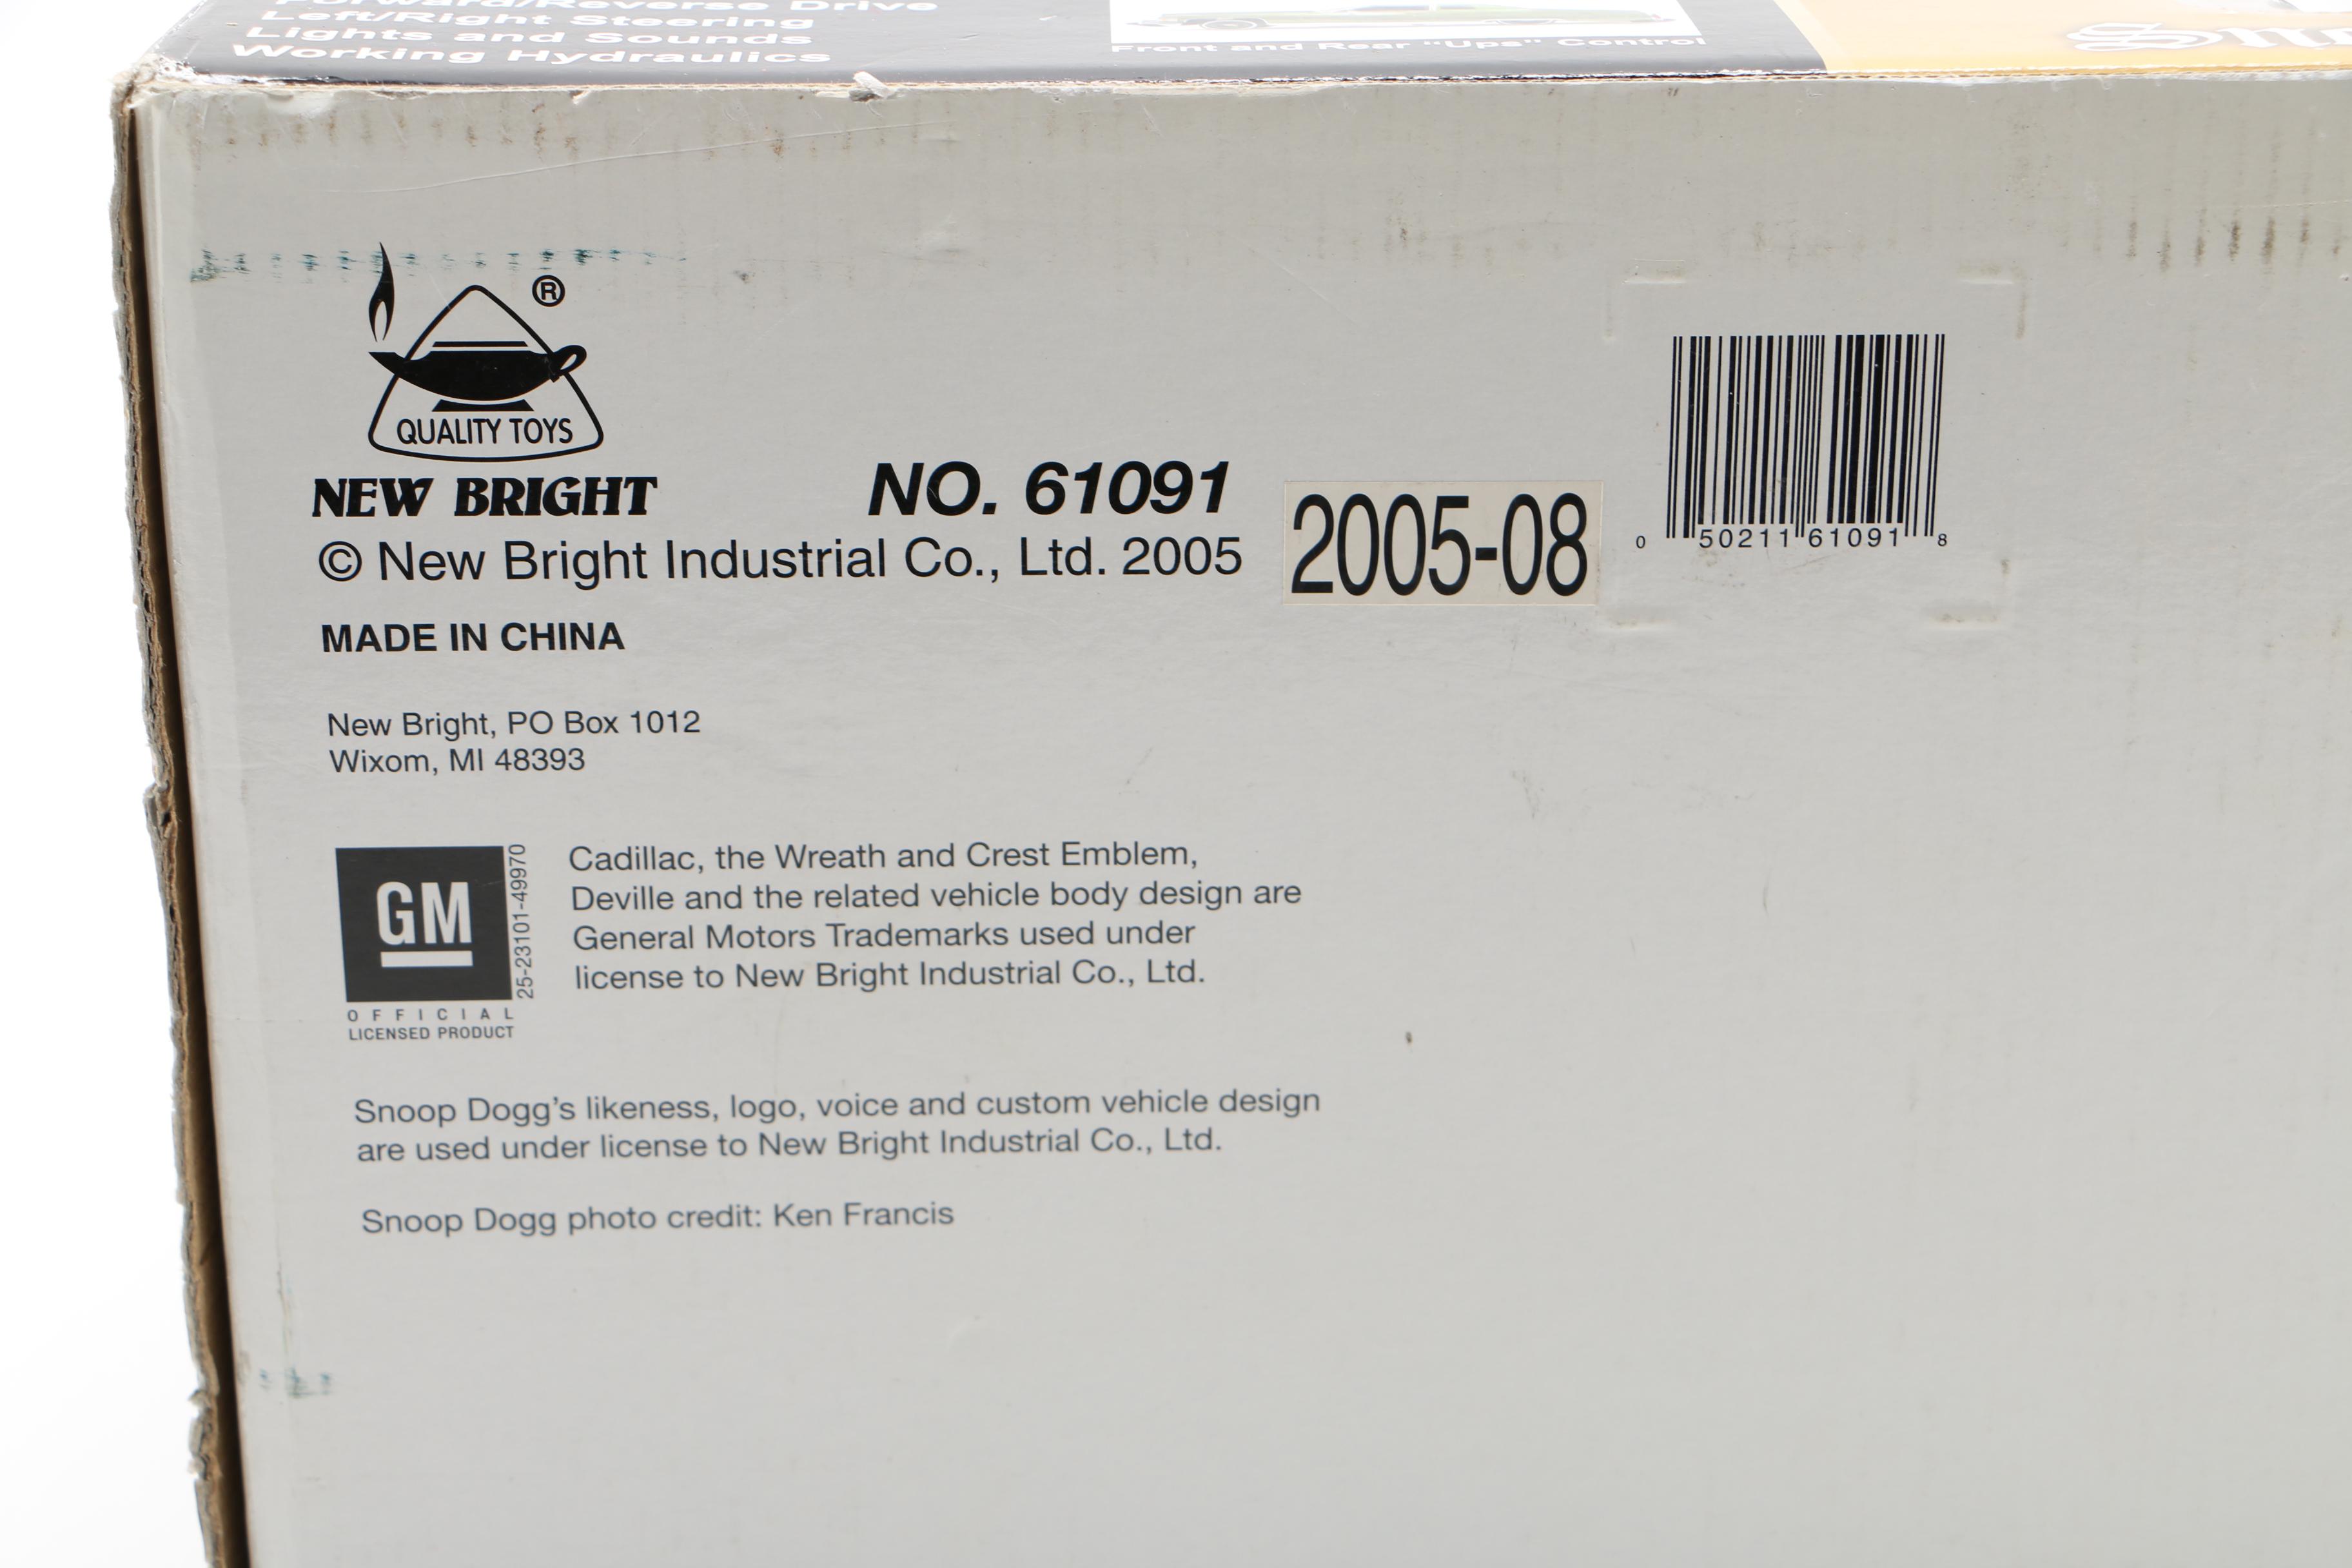 Forward/Reverse Drive
Left/Right Steering
Lights and Sounds
Working Hydraulics
Front and Rear "Ups" Control
®
QUALITY TOYS
NEW BRIGHT
NO. 61091
© New Bright Industrial Co., Ltd. 2005
2005-08
0 50211 61091 8
MADE IN CHINA
New Bright, PO Box 1012
Wixom, MI 48393
GM
25-23101-49970
OFFICIAL
LICENSED PRODUCT
Cadillac, the Wreath and Crest Emblem,
Deville and the related vehicle body design are
General Motors Trademarks used under
license to New Bright Industrial Co., Ltd.
Snoop Dogg's likeness, logo, voice and custom vehicle design
are used under license to New Bright Industrial Co., Ltd.
Snoop Dogg photo credit: Ken Francis